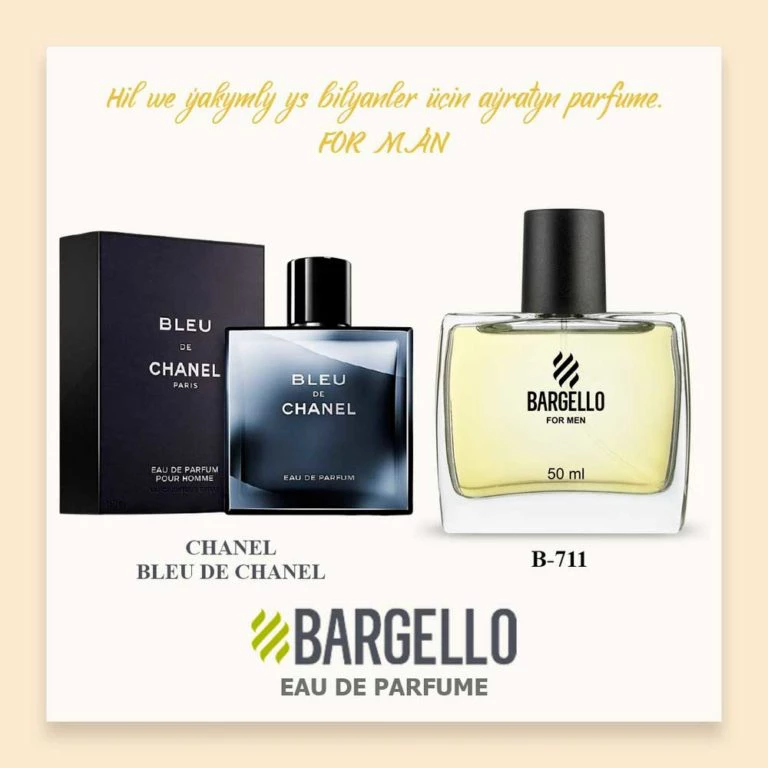 Hil we ýakymly ys bilyanler üçin aýratyn parfume.
FOR MAN
BLEU
DE
CHANEL
PARIS
EAU DE PARFUM
POUR HOMME
BLEU
DE
CHANEL
EAU DE PARFUM
BARGELLO
FOR MEN
50 ml
CHANEL
BLEU DE CHANEL
B-711
BARGELLO
EAU DE PARFUME